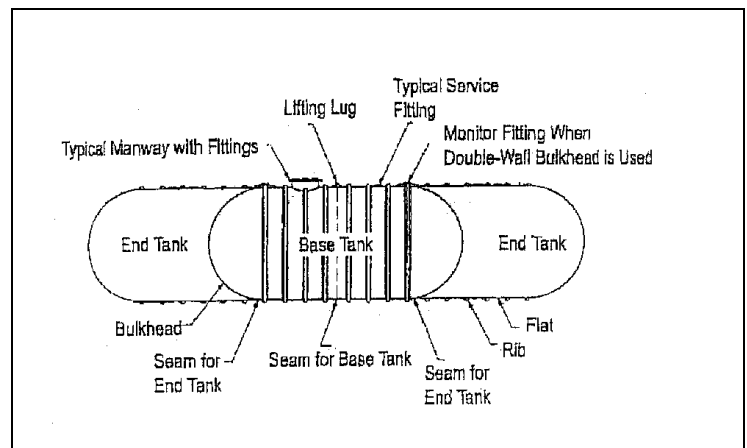 Typical Service
Fitting
Lifting Lug
Monitor Fitting When
Double-Wall Bulkhead is Used
Typical Manway with Fittings
End Tank
Base Tank
End Tank
Bulkhead
Flat
Rib
Seam for
End Tank
Seam for Base Tank
Seam for
End Tank